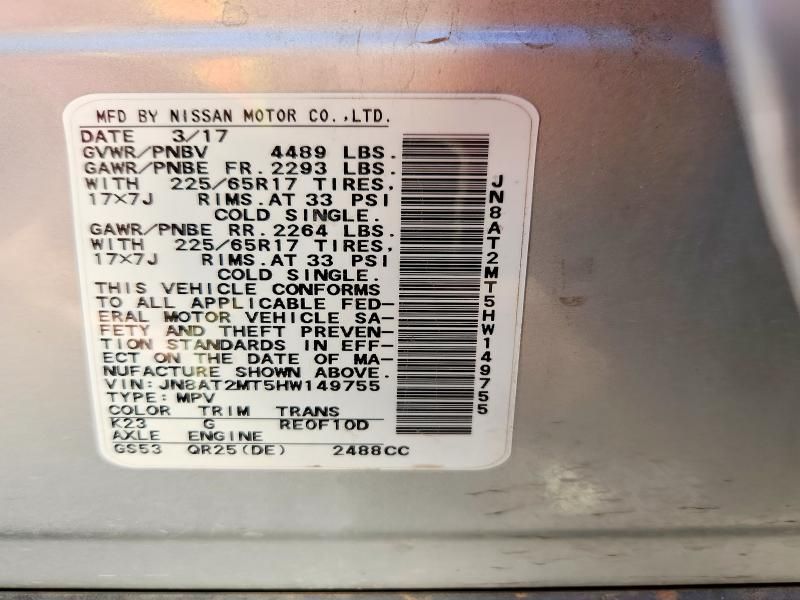 MFD BY NISSAN MOTOR CO.,LTD.
DATE 3/17
GVWR/PNBV 4489 LBS.
GAWR/PNBE FR. 2293 LBS.
WITH 225/65R17 TIRES,
17×7J RIMS.AT 33 PSI
COLD SINGLE.
GAWR/PNBE RR. 2264 LBS.
WITH 225/65R17 TIRES,
17×7J RIMS.AT 33 PSI
COLD SINGLE.
THIS VEHICLE CONFORMS
TO ALL APPLICABLE FED-
ERAL MOTOR VEHICLE SA-
FETY AND THEFT PREVEN-
TION STANDARDS IN EFF-
ECT ON THE DATE OF MA-
NUFACTURE SHOWN ABOVE.
VIN:JN8AT2MT5HW149755
TYPE:MPV
COLOR TRIM TRANS
K23 G RE0F10D
AXLE ENGINE
GS53 QR25(DE) 2488CC
JN8AT2MT5HW149755